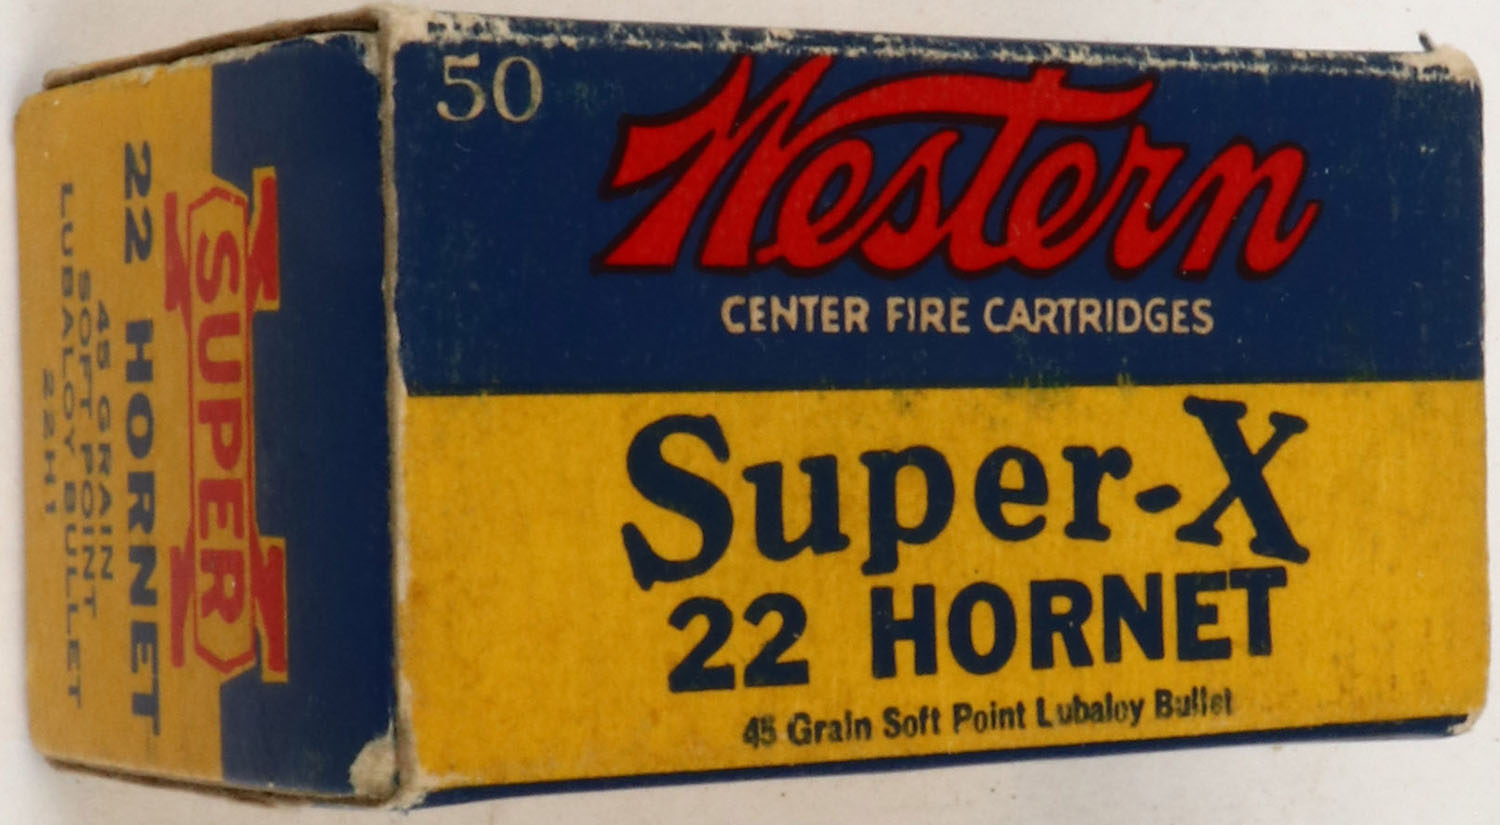 50
Western
CENTER FIRE CARTRIDGES
Super-X
22 HORNET
45 Grain Soft Point Lubaloy Bullet
SUPER X
22 HORNET
45 GRAIN
SOFT POINT
LUBALOY BULLET
22H1